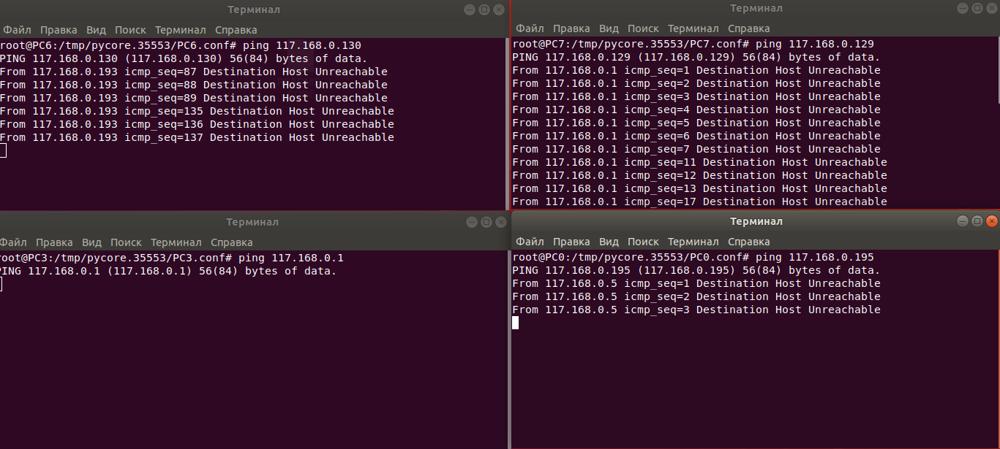 Терминал
Файл Правка Вид Поиск Терминал Справка
root@PC6:/tmp/pycore.35553/PC6.conf# ping 117.168.0.130
PING 117.168.0.130 (117.168.0.130) 56(84) bytes of data.
From 117.168.0.193 icmp_seq=87 Destination Host Unreachable
From 117.168.0.193 icmp_seq=88 Destination Host Unreachable
From 117.168.0.193 icmp_seq=89 Destination Host Unreachable
From 117.168.0.193 icmp_seq=135 Destination Host Unreachable
From 117.168.0.193 icmp_seq=136 Destination Host Unreachable
From 117.168.0.193 icmp_seq=137 Destination Host Unreachable
Терминал
Файл Правка Вид Поиск Терминал Справка
root@PC7:/tmp/pycore.35553/PC7.conf# ping 117.168.0.129
PING 117.168.0.129 (117.168.0.129) 56(84) bytes of data.
From 117.168.0.1 icmp_seq=1 Destination Host Unreachable
From 117.168.0.1 icmp_seq=2 Destination Host Unreachable
From 117.168.0.1 icmp_seq=3 Destination Host Unreachable
From 117.168.0.1 icmp_seq=4 Destination Host Unreachable
From 117.168.0.1 icmp_seq=5 Destination Host Unreachable
From 117.168.0.1 icmp_seq=6 Destination Host Unreachable
From 117.168.0.1 icmp_seq=7 Destination Host Unreachable
From 117.168.0.1 icmp_seq=11 Destination Host Unreachable
From 117.168.0.1 icmp_seq=12 Destination Host Unreachable
From 117.168.0.1 icmp_seq=13 Destination Host Unreachable
From 117.168.0.1 icmp_seq=17 Destination Host Unreachable
Терминал
Файл Правка Вид Поиск Терминал Справка
root@PC3:/tmp/pycore.35553/PC3.conf# ping 117.168.0.1
PING 117.168.0.1 (117.168.0.1) 56(84) bytes of data.
Терминал
Файл Правка Вид Поиск Терминал Справка
root@PC0:/tmp/pycore.35553/PC0.conf# ping 117.168.0.195
PING 117.168.0.195 (117.168.0.195) 56(84) bytes of data.
From 117.168.0.5 icmp_seq=1 Destination Host Unreachable
From 117.168.0.5 icmp_seq=2 Destination Host Unreachable
From 117.168.0.5 icmp_seq=3 Destination Host Unreachable